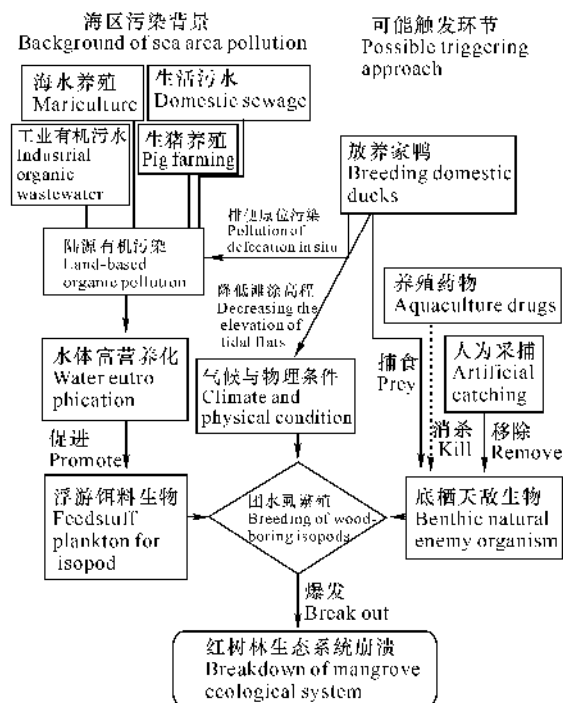 海区污染背景
Background of sea area pollution
可能触发环节
Possible triggering
approach
海水养殖
Mariculture
生活污水
Domestic sewage
工业有机污水
Industrial
organic
wastewater
生猪养殖
Pig farming
放养家鸭
Breeding domestic
ducks
排便原位污染
Pollution of
defecation in situ
陆源有机污染
Land-based
organic pollution
降低滩涂高程
Decreasing the
elevation of
tidal flats
养殖药物
Aquaculture drugs
水体富营养化
Water eutro
phication
气候与物理条件
Climate and
physical condition
捕食
Prey
人为采捕
Artificial
catching
促进
Promote
消杀
Kill
移除
Remove
浮游饵料生物
Feedstuff
plankton for
isopod
团水虱繁殖
Breeding of wood-
boring isopods
底栖天敌生物
Benthic natural
enemy organism
爆发
Break out
红树林生态系统崩溃
Breakdown of mangrove
ecological system